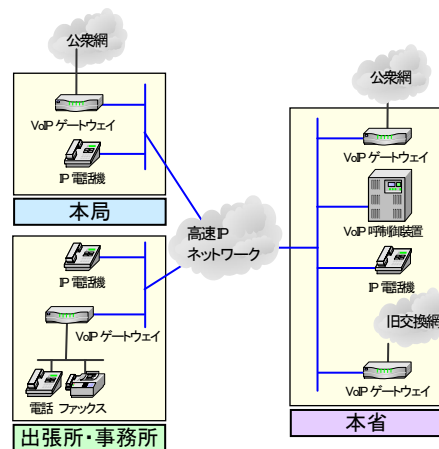 公衆網
VoIP ゲートウェイ
IP 電話機
本局
IP 電話機
VoIP ゲートウェイ
電話 ファックス
出張所・事務所
高速IP
ネットワーク
公衆網
VoIP ゲートウェイ
VoIP 呼制御装置
IP 電話機
旧交換網
VoIP ゲートウェイ
本省